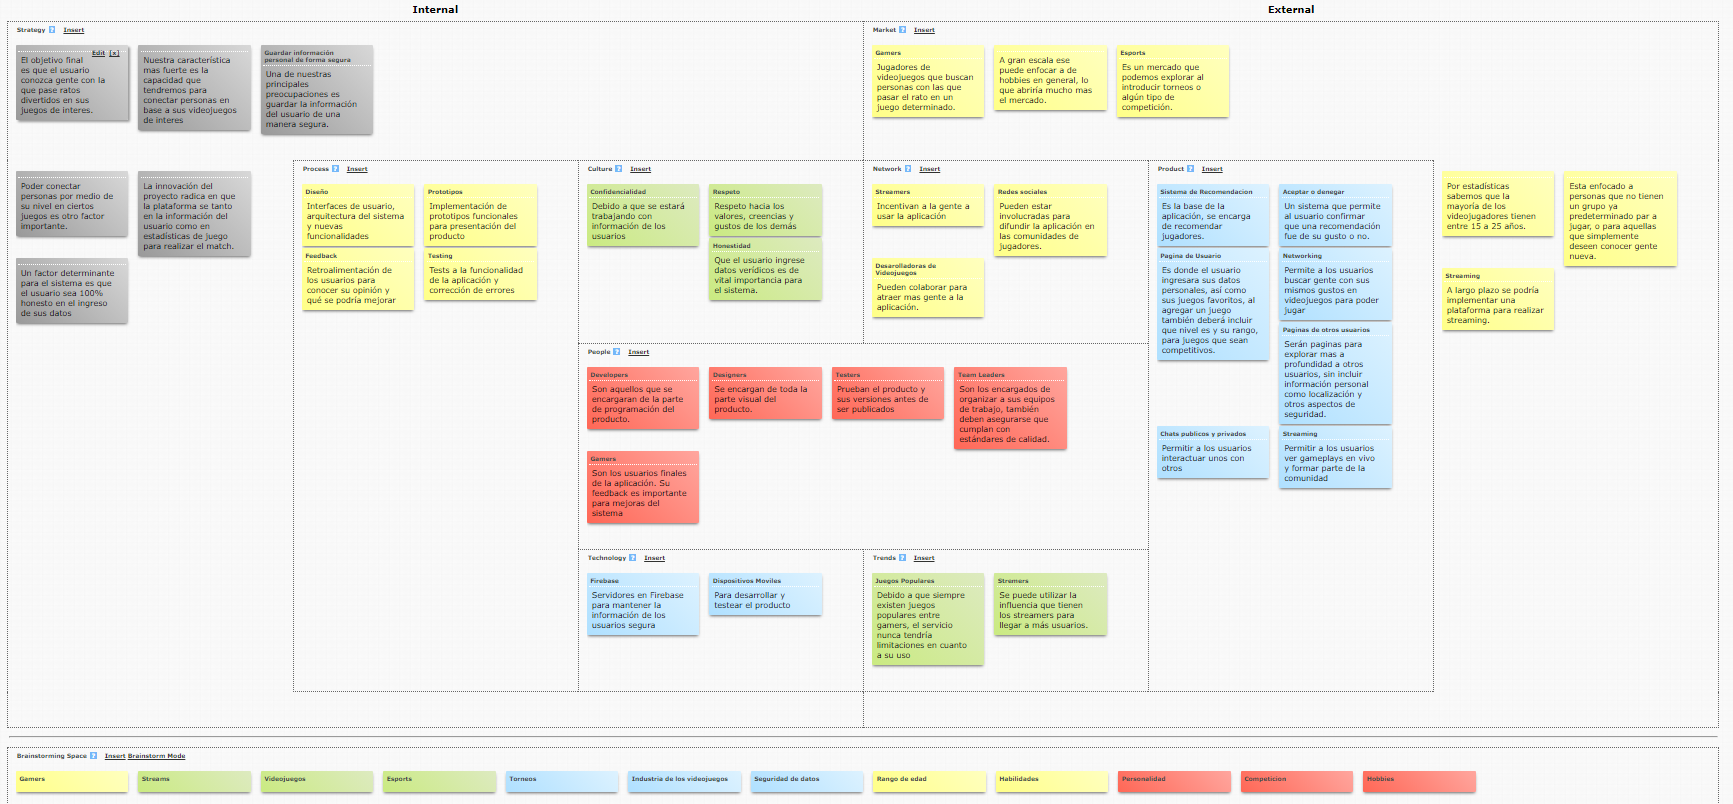 Internal
External
Strategy ? Insert
Edit [x]
El objetivo final
es que el usuario
conozca gente con la
que pase ratos
divertidos en sus
juegos de interes.
Nuestra característica
mas fuerte es la
capacidad que
tendremos para
conectar personas en
base a sus videojuegos
de interes
Guardar información
personal de forma segura
Una de nuestras
principales
preocupaciones es
guardar la información
del usuario de una
manera segura.
Poder conectar
personas por medio de
su nivel en ciertos
juegos es otro factor
importante.
La innovación del
proyecto radica en que
la plataforma se tanto
en la información del
usuario como en
estadísticas de juego
para realizar el match.
Un factor determinante
para el sistema es que
el usuario sea 100%
honesto en el ingreso
de sus datos
Market ? Insert
Gamers
Jugadores de
videojuegos que buscan
personas con las que
pasar el rato en un
juego determinado.
A gran escala ese
puede enfocar a de
hobbies en general, lo
que abriría mucho mas
el mercado.
Esports
Es un mercado que
podemos explorar al
introducir torneos o
algún tipo de
competición.
Por estadísticas
sabemos que la
mayoría de los
videojugadores tienen
entre 15 a 25 años.
Esta enfocado a
personas que no tienen
un grupo ya
predeterminado par a
jugar, o para aquellas
que simplemente
deseen conocer gente
nueva.
Streaming
A largo plazo se podría
implementar una
plataforma para realizar
streaming.
Process ? Insert
Diseño
Interfaces de usuario,
arquitectura del sistema
y nuevas
funcionalidades
Prototipos
Implementación de
prototipos funcionales
para presentación del
producto
Feedback
Retroalimentación de
los usuarios para
conocer su opinión y
qué se podría mejorar
Testing
Tests a la funcionalidad
de la aplicación y
corrección de errores
Culture ? Insert
Confidencialidad
Debido a que se estará
trabajando con
información de los
usuarios
Respeto
Respeto hacia los
valores, creencias y
gustos de los demás
Honestidad
Que el usuario ingrese
datos verídicos es de
vital importancia para
el sistema.
Network ? Insert
Streamers
Incentivan a la gente a
usar la aplicación
Redes sociales
Pueden estar
involucradas para
difundir la aplicación en
las comunidades de
jugadores.
Desarolladoras de
Videojuegos
Pueden colaborar para
atraer mas gente a la
aplicación.
Product ? Insert
Sistema de Recomendacion
Es la base de la
aplicación, se encarga
de recomendar
jugadores.
Aceptar o denegar
Un sistema que permite
al usuario confirmar
que una recomendación
fue de su gusto o no.
Pagina de Usuario
Es donde el usuario
ingresara sus datos
personales, así como
sus juegos favoritos, al
agregar un juego
también deberá incluir
que nivel es y su rango,
para juegos que sean
competitivos.
Networking
Permite a los usuarios
buscar gente con sus
mismos gustos en
videojuegos para poder
jugar
Paginas de otros usuarios
Serán paginas para
explorar mas a
profundidad a otros
usuarios, sin incluir
información personal
como localización y
otros aspectos de
seguridad.
Chats publicos y privados
Permitir a los usuarios
interactuar unos con
otros
Streaming
Permitir a los usuarios
ver gameplays en vivo
y formar parte de la
comunidad
People ? Insert
Developers
Son aquellos que se
encargaran de la parte
de programación del
producto.
Designers
Se encargan de toda la
parte visual del
producto.
Testers
Prueban el producto y
sus versiones antes de
ser publicados
Team Leaders
Son los encargados de
organizar a sus equipos
de trabajo, también
deben asegurarse que
cumplan con
estándares de calidad.
Gamers
Son los usuarios finales
de la aplicación. Su
feedback es importante
para mejoras del
sistema
Technology ? Insert
Firebase
Servidores en Firebase
para mantener la
información de los
usuarios segura
Dispositivos Moviles
Para desarrollar y
testear el producto
Trends ? Insert
Juegos Populares
Debido a que siempre
existen juegos
populares entre
gamers, el servicio
nunca tendría
limitaciones en cuanto
a su uso
Stremers
Se puede utilizar la
influencia que tienen
los streamers para
llegar a más usuarios.
Brainstorming Space ? Insert Brainstorm Mode
Gamers
Streams
Videojuegos
Esports
Torneos
Industria de los videojuegos
Seguridad de datos
Rango de edad
Habilidades
Personalidad
Competicion
Hobbies